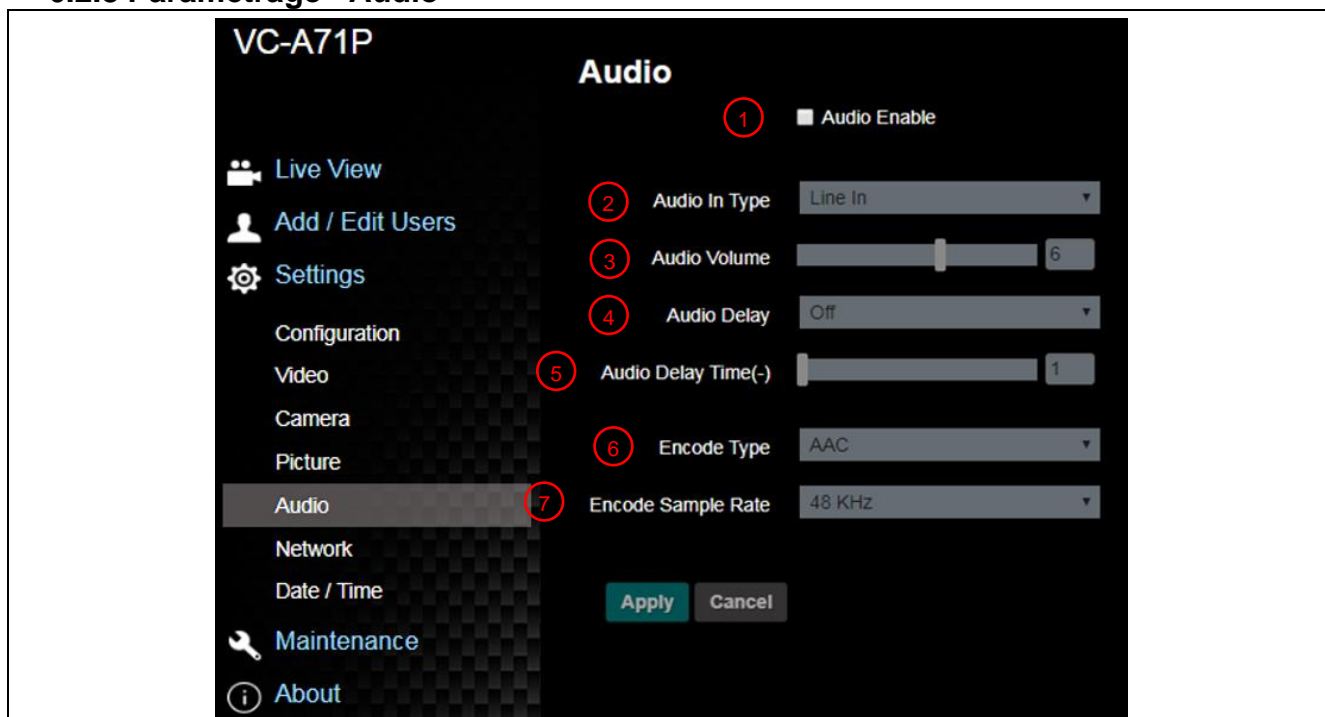 VC-A71P
Audio
1 Audio Enable
Live View
Add / Edit Users
Settings
Configuration
Video
Camera
Picture
Audio
Network
Date / Time
Maintenance
About
2 Audio In Type Line In
3 Audio Volume 6
4 Audio Delay Off
5 Audio Delay Time(-) 1
6 Encode Type AAC
7 Encode Sample Rate 48 KHz
Apply Cancel